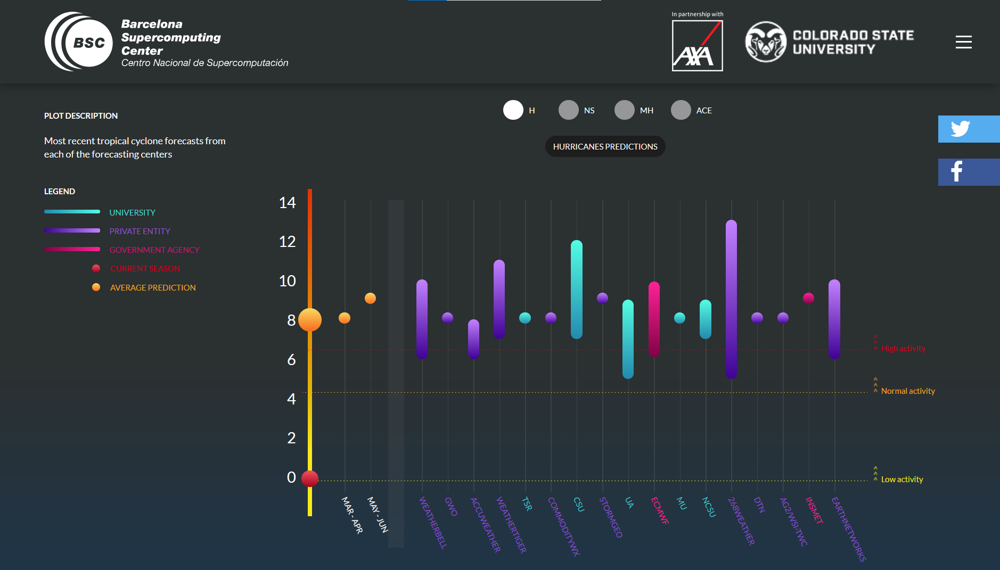 BSC
Barcelona
Supercomputing
Center
Centro Nacional de Supercomputación
In partnership with
AXA
COLORADO STATE
UNIVERSITY
PLOT DESCRIPTION
Most recent tropical cyclone forecasts from
each of the forecasting centers
H
NS
MH
ACE
HURRICANES PREDICTIONS
LEGEND
UNIVERSITY
PRIVATE ENTITY
GOVERNMENT AGENCY
CURRENT SEASON
AVERAGE PREDICTION
14
12
10
8
6
4
2
0
High activity
Normal activity
Low activity
MAR - APR
MAY - JUN
WEATHERBELL
GWO
ACCUWEATHER
WEATHERTIGER
TSR
COMMODITYWX
CSU
STORMGEO
UA
ECMWF
MU
NCSU
268WEATHER
DTN
AG2/WSI-TWC
INSMET
EARTHNETWORKS